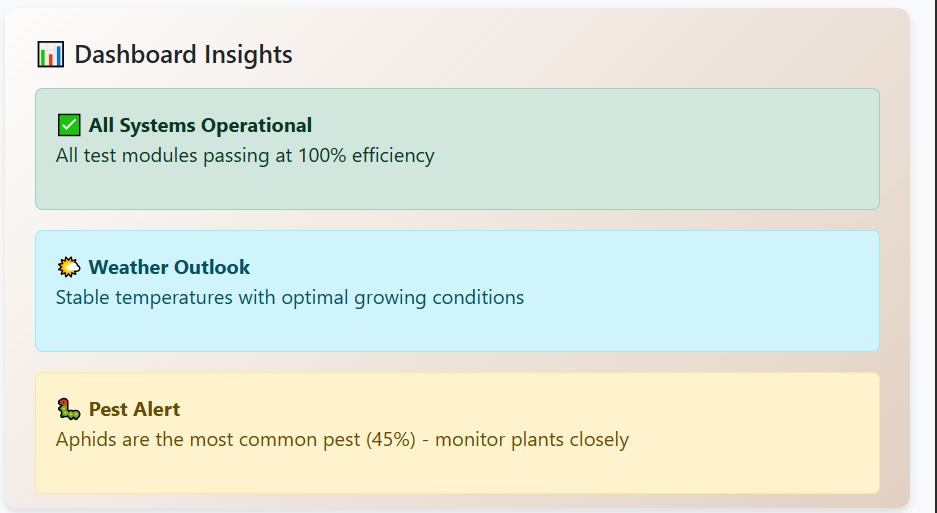 Dashboard Insights
All Systems Operational
All test modules passing at 100% efficiency
Weather Outlook
Stable temperatures with optimal growing conditions
Pest Alert
Aphids are the most common pest (45%) - monitor plants closely